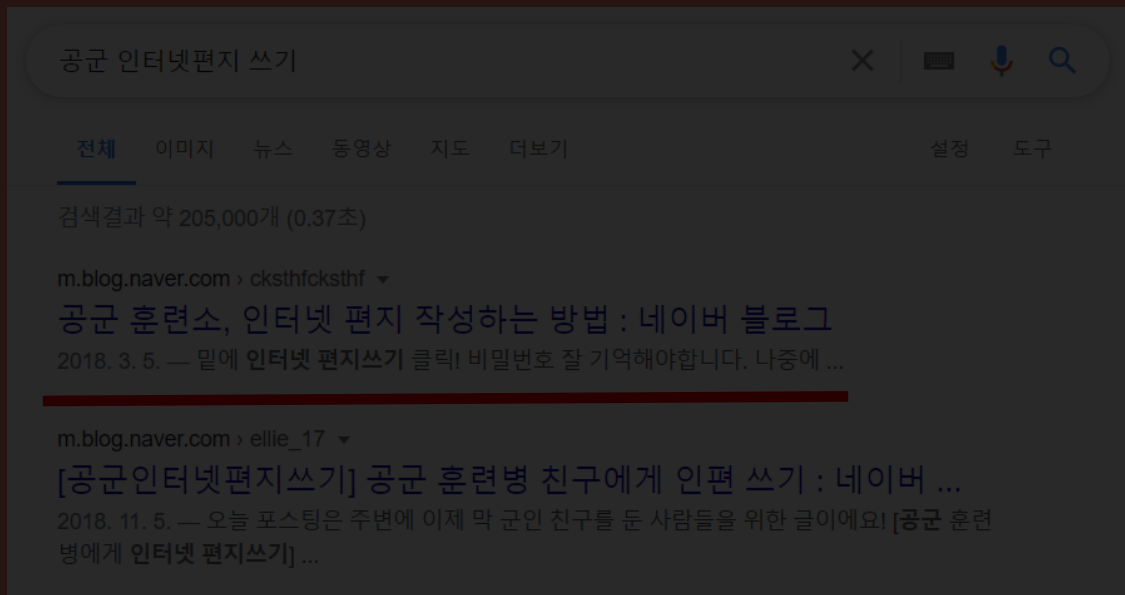 공군 인터넷편지 쓰기
전체 이미지 뉴스 동영상 지도 더보기 설정 도구
검색결과 약 205,000개 (0.37초)
m.blog.naver.com › cksthfcksthf
공군 훈련소, 인터넷 편지 작성하는 방법 : 네이버 블로그
2018. 3. 5. — 밑에 인터넷 편지쓰기 클릭! 비밀번호 잘 기억해야합니다. 나중에 ...
m.blog.naver.com › ellie_17
[공군인터넷편지쓰기] 공군 훈련병 친구에게 인편 쓰기 : 네이버 ...
2018. 11. 5. — 오늘 포스팅은 주변에 이제 막 군인 친구를 둔 사람들을 위한 글이에요! [공군 훈련
병에게 인터넷 편지쓰기] ...